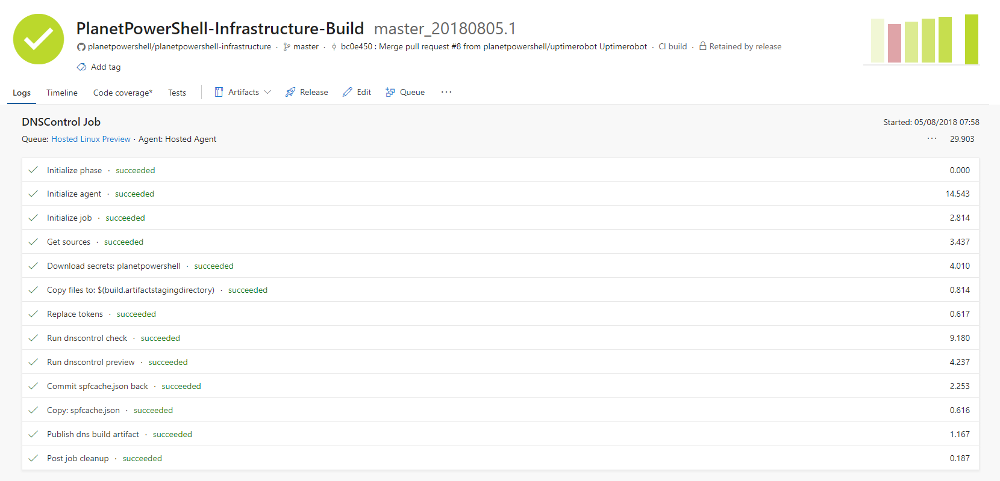 PlanetPowerShell-Infrastructure-Build master_20180805.1
planetpowershell/planetpowershell-infrastructure · master · bc0e450 : Merge pull request #8 from planetpowershell/uptimerobot Uptimerobot · CI build · Retained by release
Add tag
Logs Timeline Code coverage* Tests Artifacts Release Edit Queue ···
DNSControl Job Started: 05/08/2018 07:58
Queue: Hosted Linux Preview · Agent: Hosted Agent ··· 29.903
Initialize phase · succeeded 0.000
Initialize agent · succeeded 14.543
Initialize job · succeeded 2.814
Get sources · succeeded 3.437
Download secrets: planetpowershell · succeeded 4.010
Copy files to: $(build.artifactstagingdirectory) · succeeded 0.814
Replace tokens · succeeded 0.617
Run dnscontrol check · succeeded 9.180
Run dnscontrol preview · succeeded 4.237
Commit spfcache.json back · succeeded 2.253
Copy: spfcache.json · succeeded 0.616
Publish dns build artifact · succeeded 1.167
Post job cleanup · succeeded 0.187